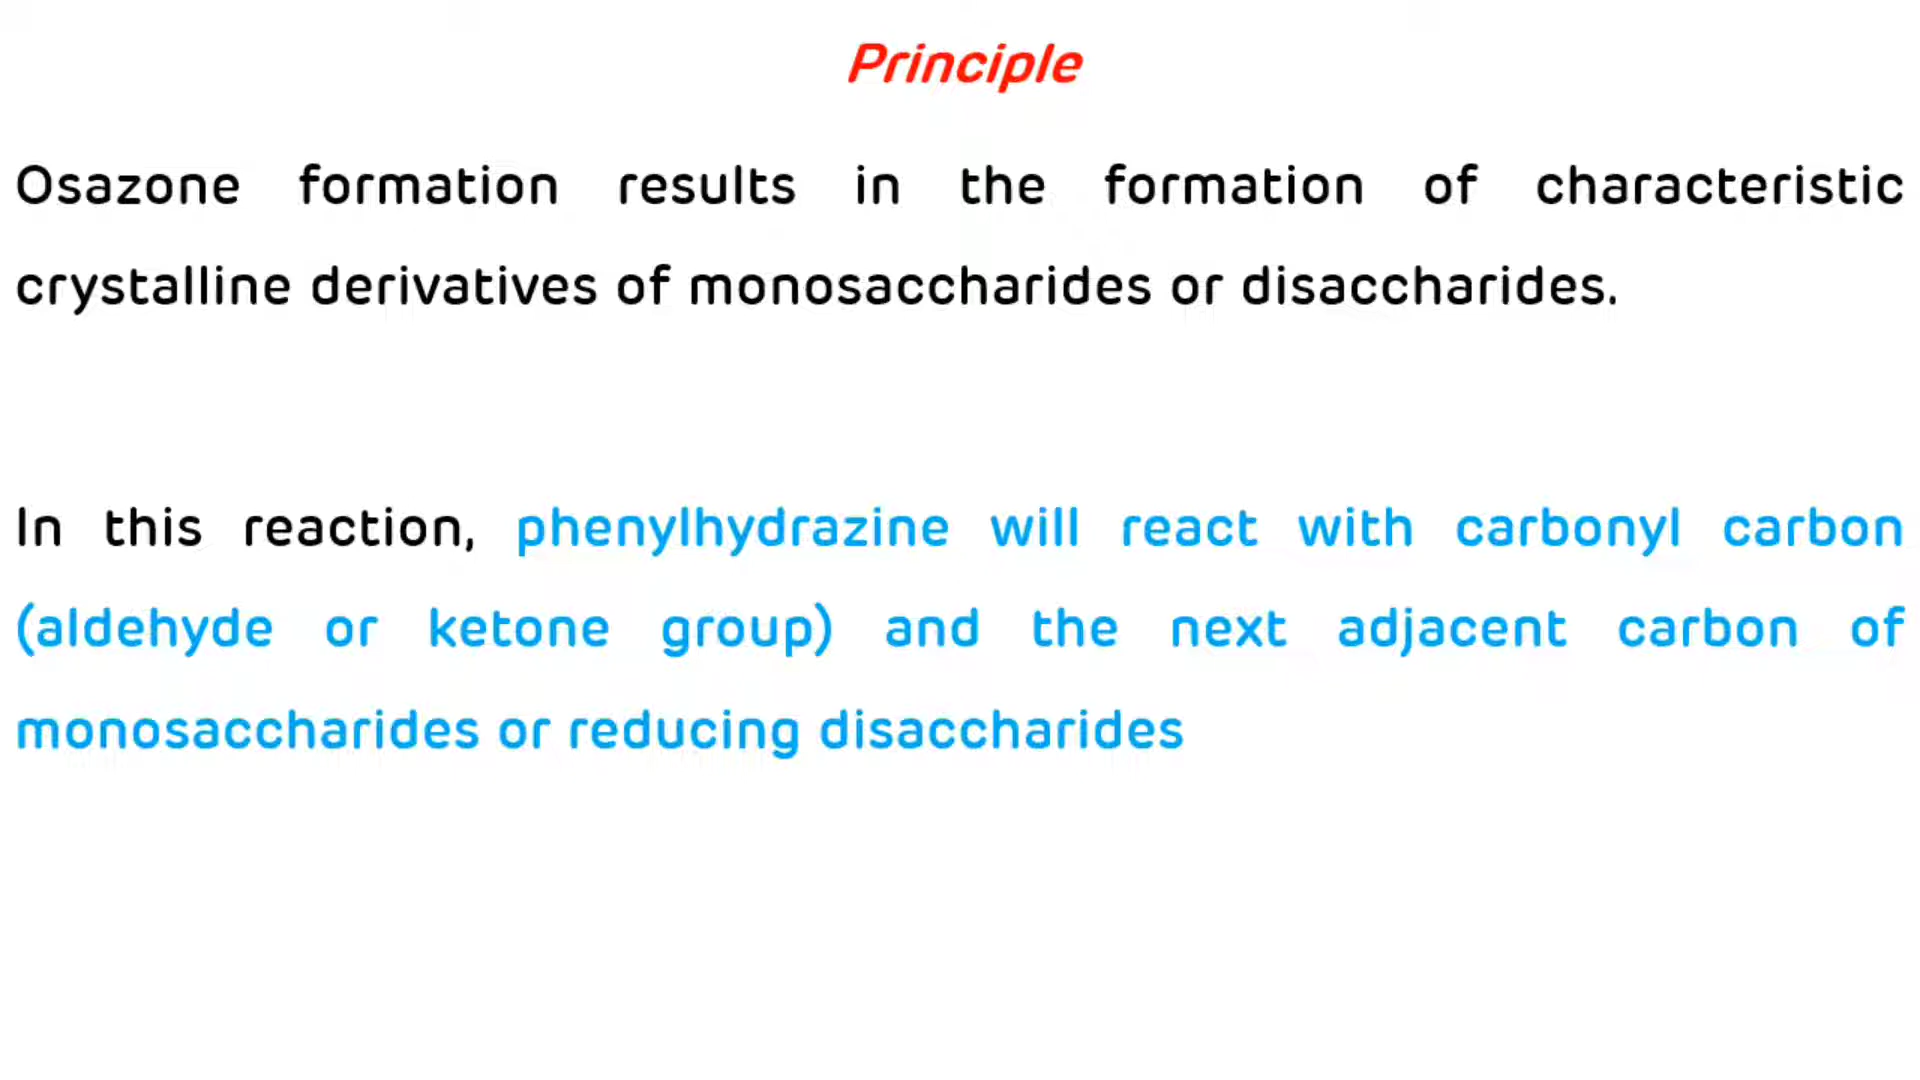 Principle
Osazone formation results in the formation of characteristic
crystalline derivatives of monosaccharides or disaccharides.
In this reaction, phenylhydrazine will react with carbonyl carbon
(aldehyde or ketone group) and the next adjacent carbon of
monosaccharides or reducing disaccharides